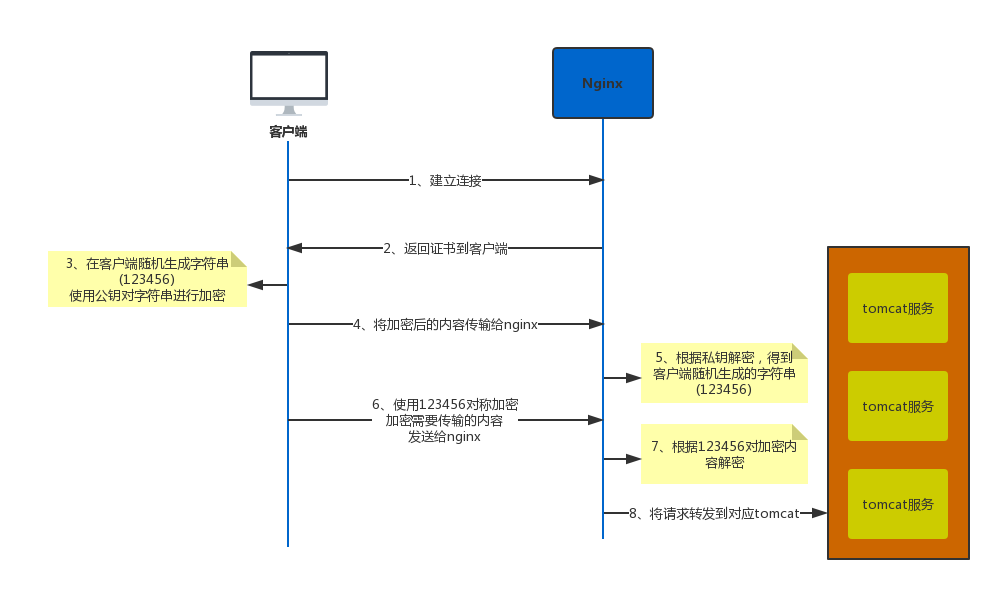 Nginx
客户端
1、建立连接
2、返回证书到客户端
3、在客户端随机生成字符串
(123456)
使用公钥对字符串进行加密
4、将加密后的内容传输给nginx
5、根据私钥解密，得到
客户端随机生成的字符串
(123456)
6、使用123456对称加密
加密需要传输的内容
发送给nginx
7、根据123456对加密内
容解密
8、将请求转发到对应tomcat
tomcat服务
tomcat服务
tomcat服务